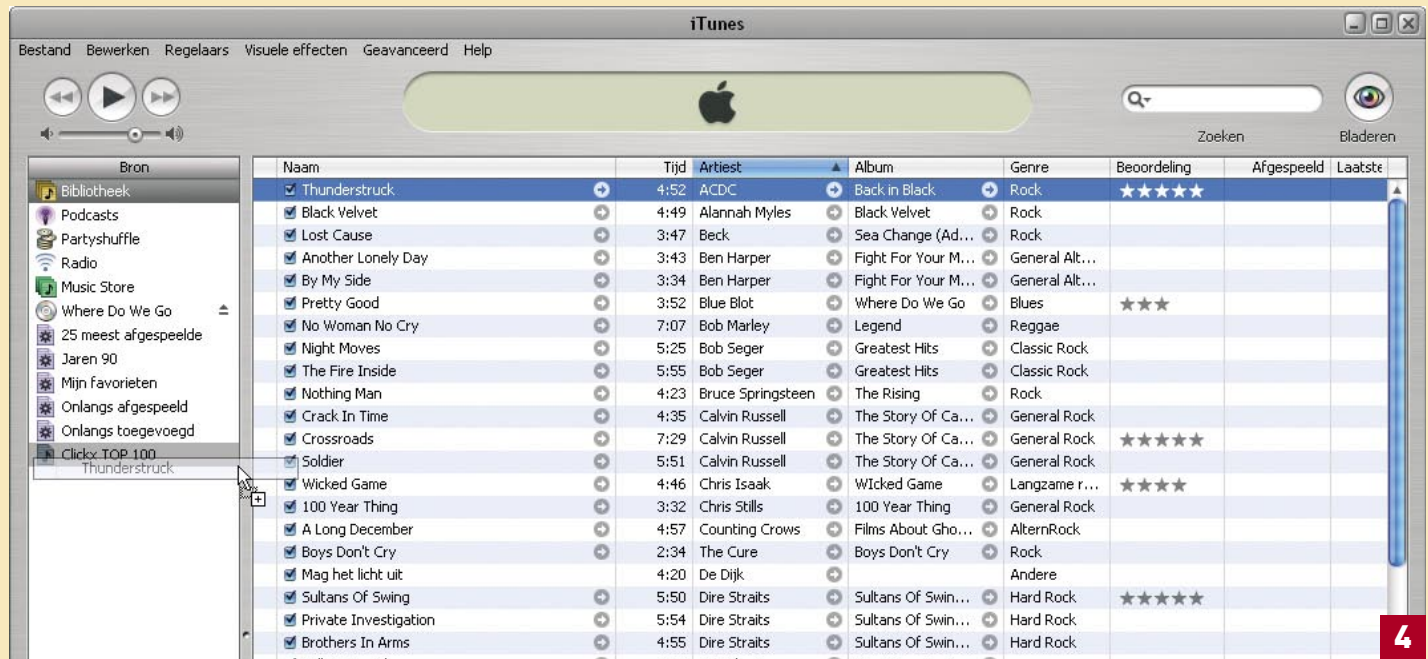 iTunes
Bestand Bewerken Regelaars Visuele effecten Geavanceerd Help
Zoeken Bladeren
Bron
Bibliotheek
Podcasts
Partyshuffle
Radio
Music Store
Where Do We Go
25 meest afgespeelde
Jaren 90
Mijn favorieten
Onlangs afgespeeld
Onlangs toegevoegd
Clickx TOP 100
Thunderstruck
Naam Tijd Artiest Album Genre Beoordeling Afgespeeld Laatste
Thunderstruck 4:52 ACDC Back in Black Rock
Black Velvet 4:49 Alannah Myles Black Velvet Rock
Lost Cause 3:47 Beck Sea Change (Ad... Rock
Another Lonely Day 3:43 Ben Harper Fight For Your M... General Alt...
By My Side 3:34 Ben Harper Fight For Your M... General Alt...
Pretty Good 3:52 Blue Blot Where Do We Go Blues
No Woman No Cry 7:07 Bob Marley Legend Reggae
Night Moves 5:25 Bob Seger Greatest Hits Classic Rock
The Fire Inside 5:55 Bob Seger Greatest Hits Classic Rock
Nothing Man 4:23 Bruce Springsteen The Rising Rock
Crack In Time 4:35 Calvin Russell The Story Of Ca... General Rock
Crossroads 7:29 Calvin Russell The Story Of Ca... General Rock
Soldier 5:51 Calvin Russell The Story Of Ca... General Rock
Wicked Game 4:46 Chris Isaak WIcked Game Langzame r...
100 Year Thing 3:32 Chris Stills 100 Year Thing General Rock
A Long December 4:57 Counting Crows Films About Gho... AlternRock
Boys Don't Cry 2:34 The Cure Boys Don't Cry Rock
Mag het licht uit 4:20 De Dijk Andere
Sultans Of Swing 5:50 Dire Straits Sultans Of Swin... Hard Rock
Private Investigation 5:54 Dire Straits Sultans Of Swin... Hard Rock
Brothers In Arms 4:55 Dire Straits Sultans Of Swin... Hard Rock
4